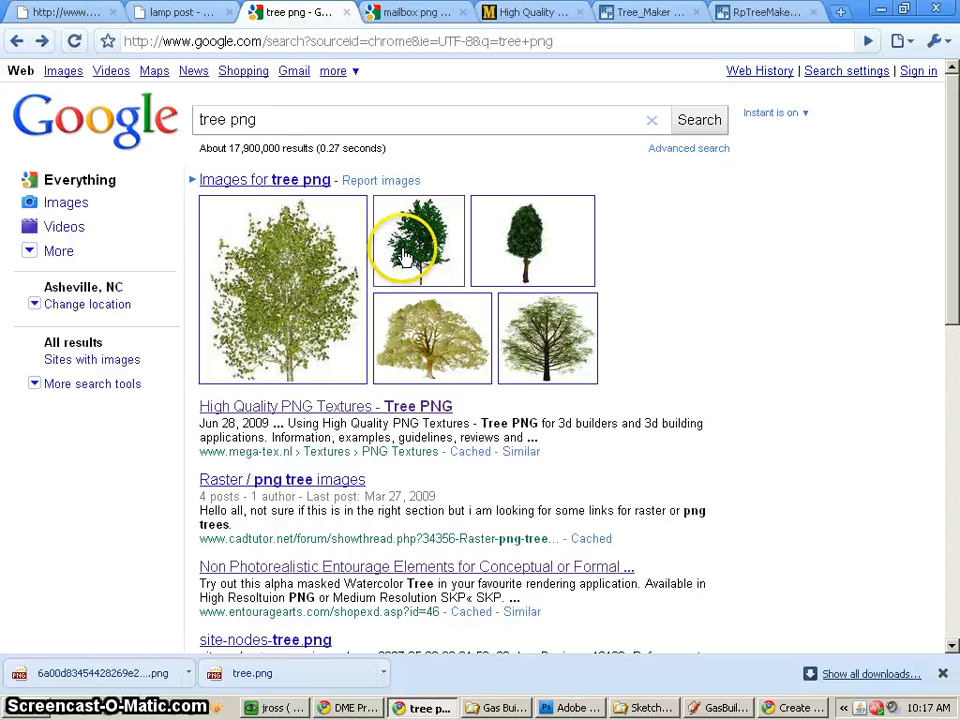 http://www....
lamp post - ...
tree png - G...
mailbox png ...
High Quality ...
Tree_Maker ...
RpTreeMake...
http://www.google.com/search?sourceid=chrome&ie=UTF-8&q=tree+png
Web Images Videos Maps News Shopping Gmail more ▼
Web History | Search settings | Sign in
Google
tree png
Search
Instant is on ▼
About 17,900,000 results (0.27 seconds)
Advanced search
Everything
Images
Videos
More
Asheville, NC
Change location
All results
Sites with images
More search tools
Images for tree png - Report images
High Quality PNG Textures - Tree PNG
Jun 28, 2009 ... Using High Quality PNG Textures - Tree PNG for 3d builders and 3d building
applications. Information, examples, guidelines, reviews and ...
www.mega-tex.nl › Textures › PNG Textures - Cached - Similar
Raster / png tree images
4 posts - 1 author - Last post: Mar 27, 2009
Hello all, not sure if this is in the right section but i am looking for some links for raster or png
trees.
www.cadtutor.net/forum/showthread.php?34356-Raster-png-tree... - Cached
Non Photorealistic Entourage Elements for Conceptual or Formal ...
Try out this alpha masked Watercolor Tree in your favourite rendering application. Available in
High Resoltuion PNG or Medium Resolution SKP« SKP. ...
www.entouragearts.com/shopexd.asp?id=46 - Cached - Similar
site-nodes-tree.png
6a00d83454428269e2....png
tree.png
Show all downloads...
Screencast-O-Matic.com
jross ( ...
DME Pr...
tree p...
Gas Bui...
Adobe ...
Sketch...
GasBuil...
Create ...
10:17 AM